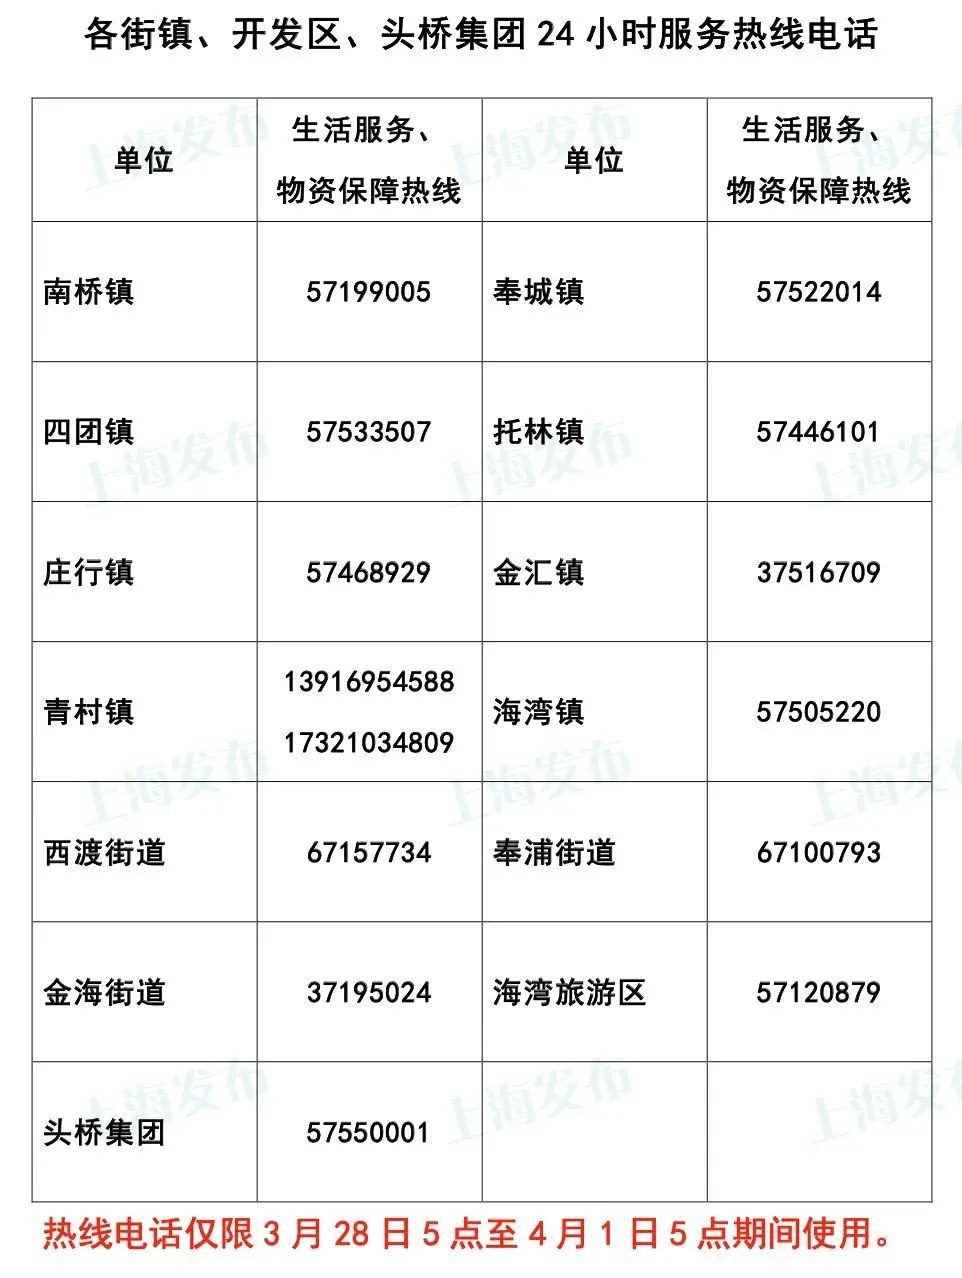 各街镇、开发区、头桥集团24小时服务热线电话
单位 生活服务、物资保障热线 单位 生活服务、物资保障热线
南桥镇 57199005 奉城镇 57522014
四团镇 57533507 托林镇 57446101
庄行镇 57468929 金汇镇 37516709
青村镇 13916954588 17321034809 海湾镇 57505220
西渡街道 67157734 奉浦街道 67100793
金海街道 37195024 海湾旅游区 57120879
头桥集团 57550001
热线电话仅限3月28日5点至4月1日5点期间使用。
上海发布